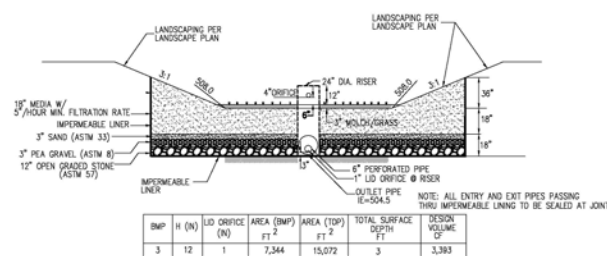 LANDSCAPING PER
LANDSCAPE PLAN
LANDSCAPING PER
LANDSCAPE PLAN
3:1
508.0
4" ORIFICE
24" DIA. RISER
12"
6"
508.0
3:1
36"
18" MEDIA W/
5"/HOUR MIN. FILTRATION RATE
IMPERMEABLE LINER
3" MULCH/GRASS
18"
3" SAND (ASTM 33)
3" PEA GRAVEL (ASTM 8)
12" OPEN GRADED STONE
(ASTM 57)
18"
IMPERMEABLE
LINER
3"
6" PERFORATED PIPE
1" LID ORIFICE @ RISER
OUTLET PIPE
IE=504.5
NOTE: ALL ENTRY AND EXIT PIPES PASSING
THRU IMPERMEABLE LINING TO BE SEALED AT JOINT
BMP H (IN) LID ORIFICE (IN) AREA (BMP) FT 2 AREA (TOP) FT 2 TOTAL SURFACE DEPTH FT DESIGN VOLUME CF
3 12 1 7,344 15,072 3 3,393